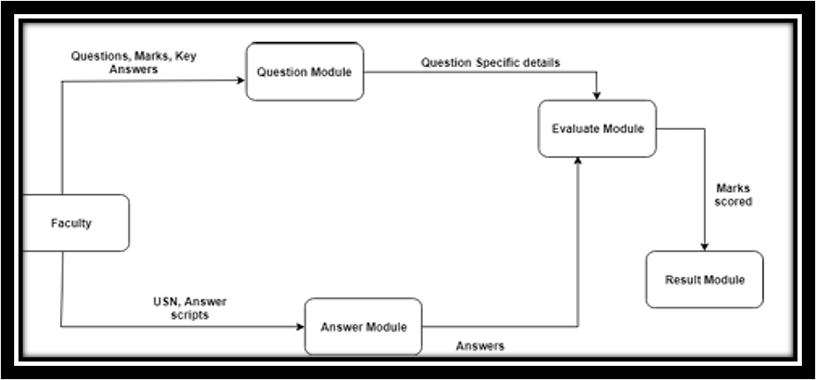 Questions, Marks, Key
Answers
Question Module
Question Specific details
Evaluate Module
Marks
scored
Faculty
Result Module
USN, Answer
scripts
Answer Module
Answers